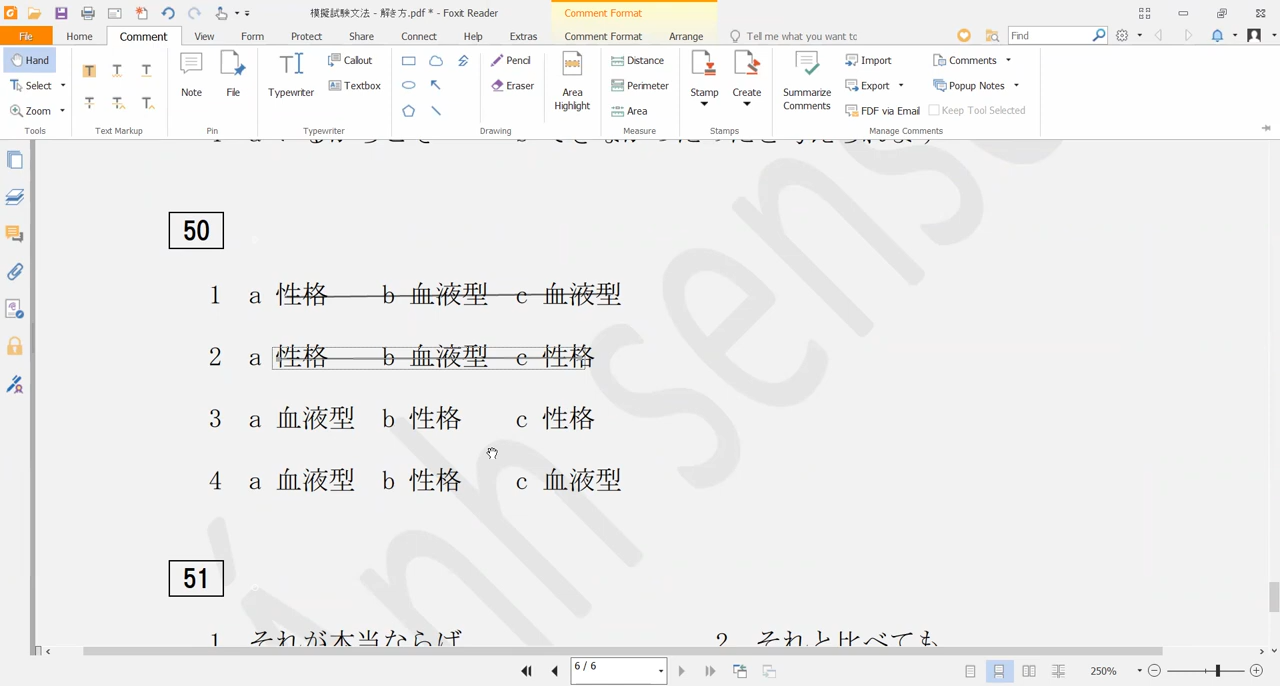 模擬試験文法 - 解き方.pdf * - Foxit Reader
Comment Format
File Home Comment View Form Protect Share Connect Help Extras Comment Format Arrange Tell me what you want to Find
Hand
Select
Zoom
Tools
Text Markup
Note
File
Pin
Typewriter
Callout
Textbox
Typewriter
Drawing
Pencil
Eraser
Area Highlight
Distance
Perimeter
Area
Measure
Stamp
Create
Stamps
Summarize Comments
Import
Export
FDF via Email
Comments
Popup Notes
Keep Tool Selected
Manage Comments
50
1 a 性格 b 血液型 c 血液型
2 a 性格 b 血液型 c 性格
3 a 血液型 b 性格 c 性格
4 a 血液型 b 性格 c 血液型
51
1 それが本当ならば 2 それと比べても
Ánh sense
6 / 6
250%